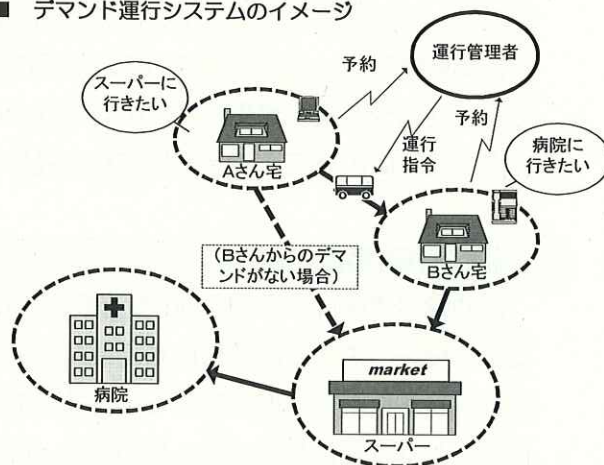 ■ デマンド運行システムのイメージ
運行管理者
予約
スーパーに
行きたい
予約
運行
指令
病院に
行きたい
Aさん宅
Bさん宅
(Bさんからのデマ
ンドがない場合)
market
病院
スーパー